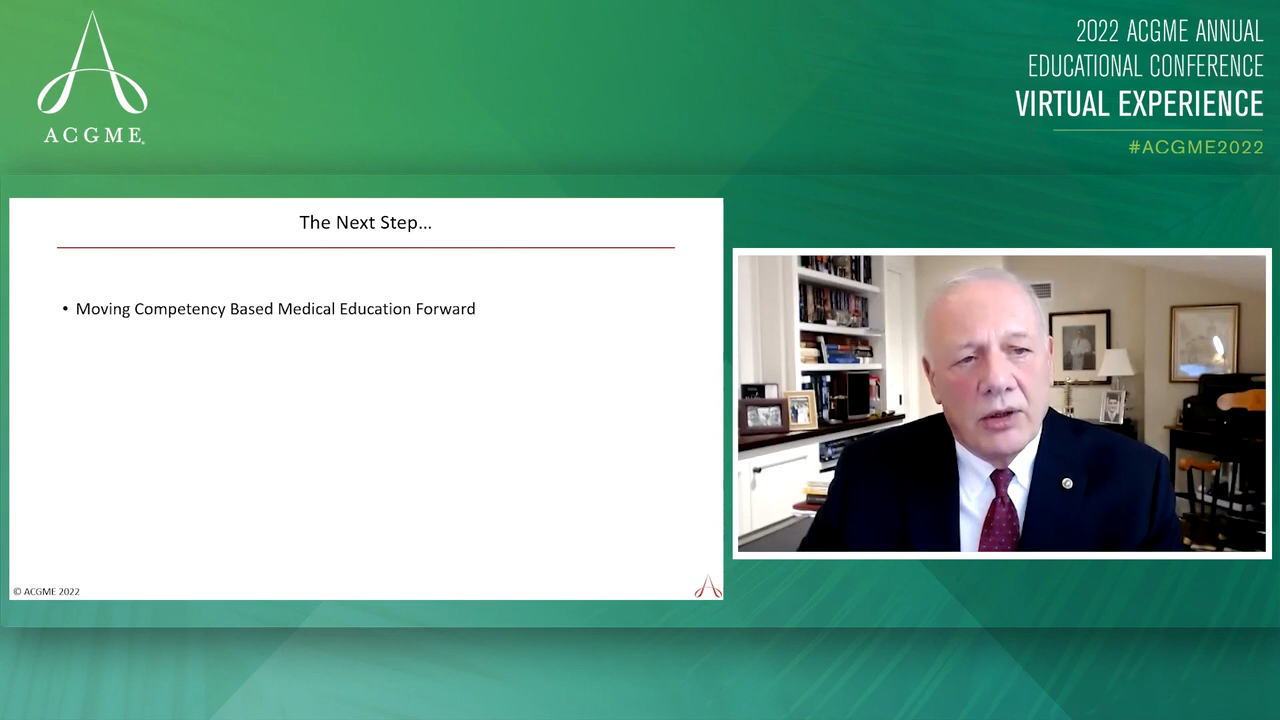 ACGME
2022 ACGME ANNUAL
EDUCATIONAL CONFERENCE
VIRTUAL EXPERIENCE
#ACGME2022
The Next Step...
• Moving Competency Based Medical Education Forward
© ACGME 2022